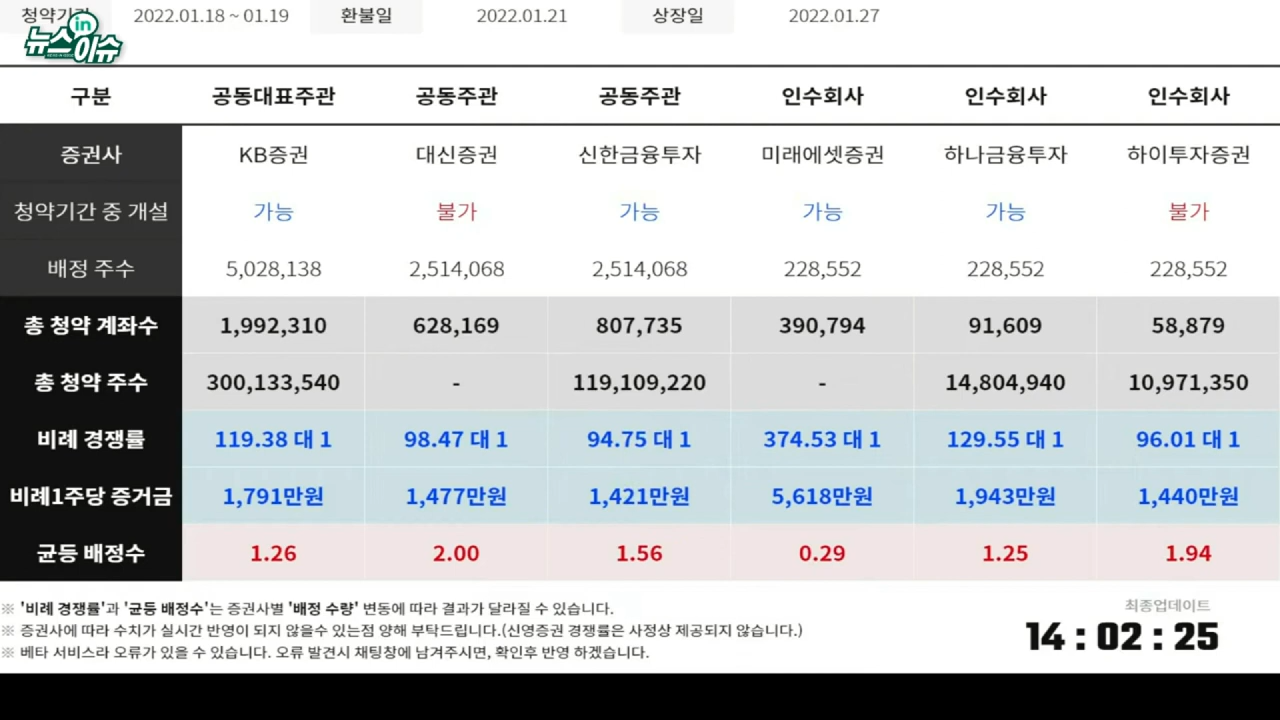 청약기간 2022.01.18 ~ 01.19 환불일 2022.01.21 상장일 2022.01.27
뉴스in이슈
구분 공동대표주관 공동주관 공동주관 인수회사 인수회사 인수회사
증권사 KB증권 대신증권 신한금융투자 미래에셋증권 하나금융투자 하이투자증권
청약기간 중 개설 가능 불가 가능 가능 가능 불가
배정 주수 5,028,138 2,514,068 2,514,068 228,552 228,552 228,552
총 청약 계좌수 1,992,310 628,169 807,735 390,794 91,609 58,879
총 청약 주수 300,133,540 - 119,109,220 - 14,804,940 10,971,350
비례 경쟁률 119.38 대 1 98.47 대 1 94.75 대 1 374.53 대 1 129.55 대 1 96.01 대 1
비례1주당 증거금 1,791만원 1,477만원 1,421만원 5,618만원 1,943만원 1,440만원
균등 배정수 1.26 2.00 1.56 0.29 1.25 1.94
※ '비례 경쟁률'과 '균등 배정수'는 증권사별 '배정 수량' 변동에 따라 결과가 달라질 수 있습니다.
※ 증권사에 따라 수치가 실시간 반영이 되지 않을수 있는점 양해 부탁드립니다.(신영증권 경쟁률은 사정상 제공되지 않습니다.)
※ 베타 서비스라 오류가 있을 수 있습니다. 오류 발견시 채팅창에 남겨주시면, 확인후 반영 하겠습니다.
최종업데이트
14 : 02 : 25